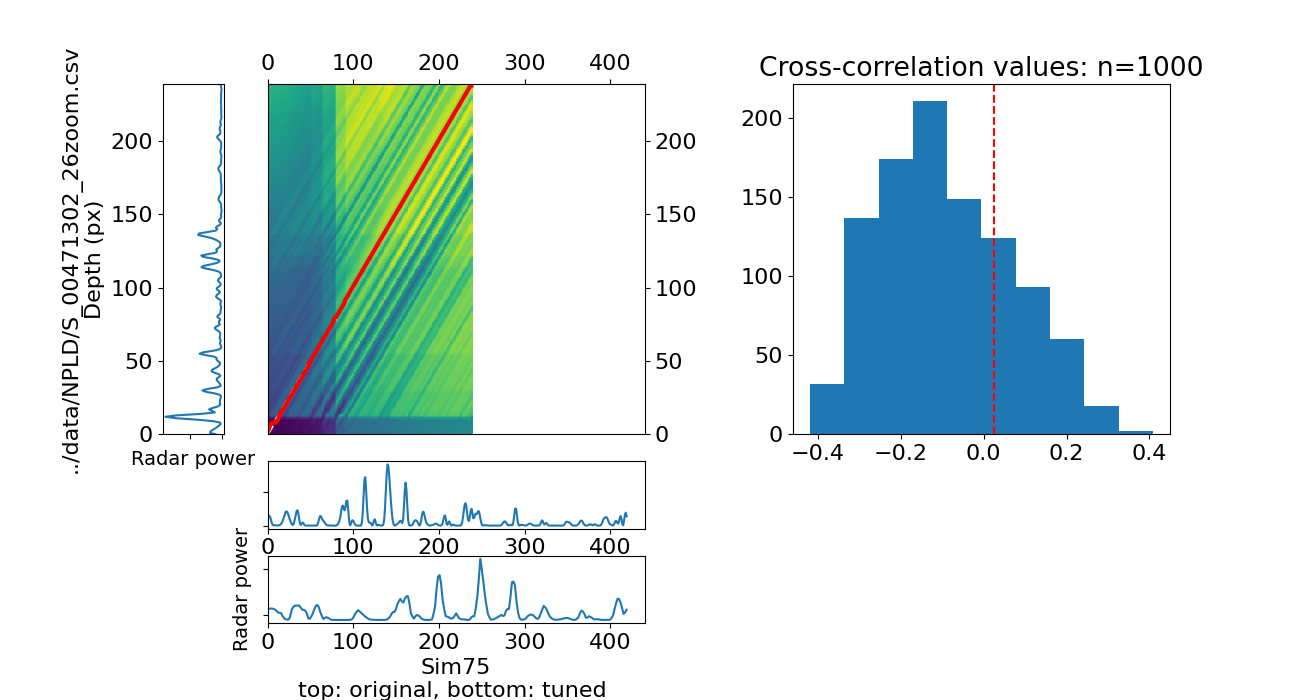 Cross-correlation values: n=1000
0 100 200 300 400
../data/NPLD/S_00471302_26zoom.csv
Depth (px)
200
150
100
50
0
200
150
100
50
0
200
150
100
50
0
−0.4 −0.2 0.0 0.2 0.4
Radar power
0 100 200 300 400
Radar power
0 100 200 300 400
Sim75
top: original, bottom: tuned